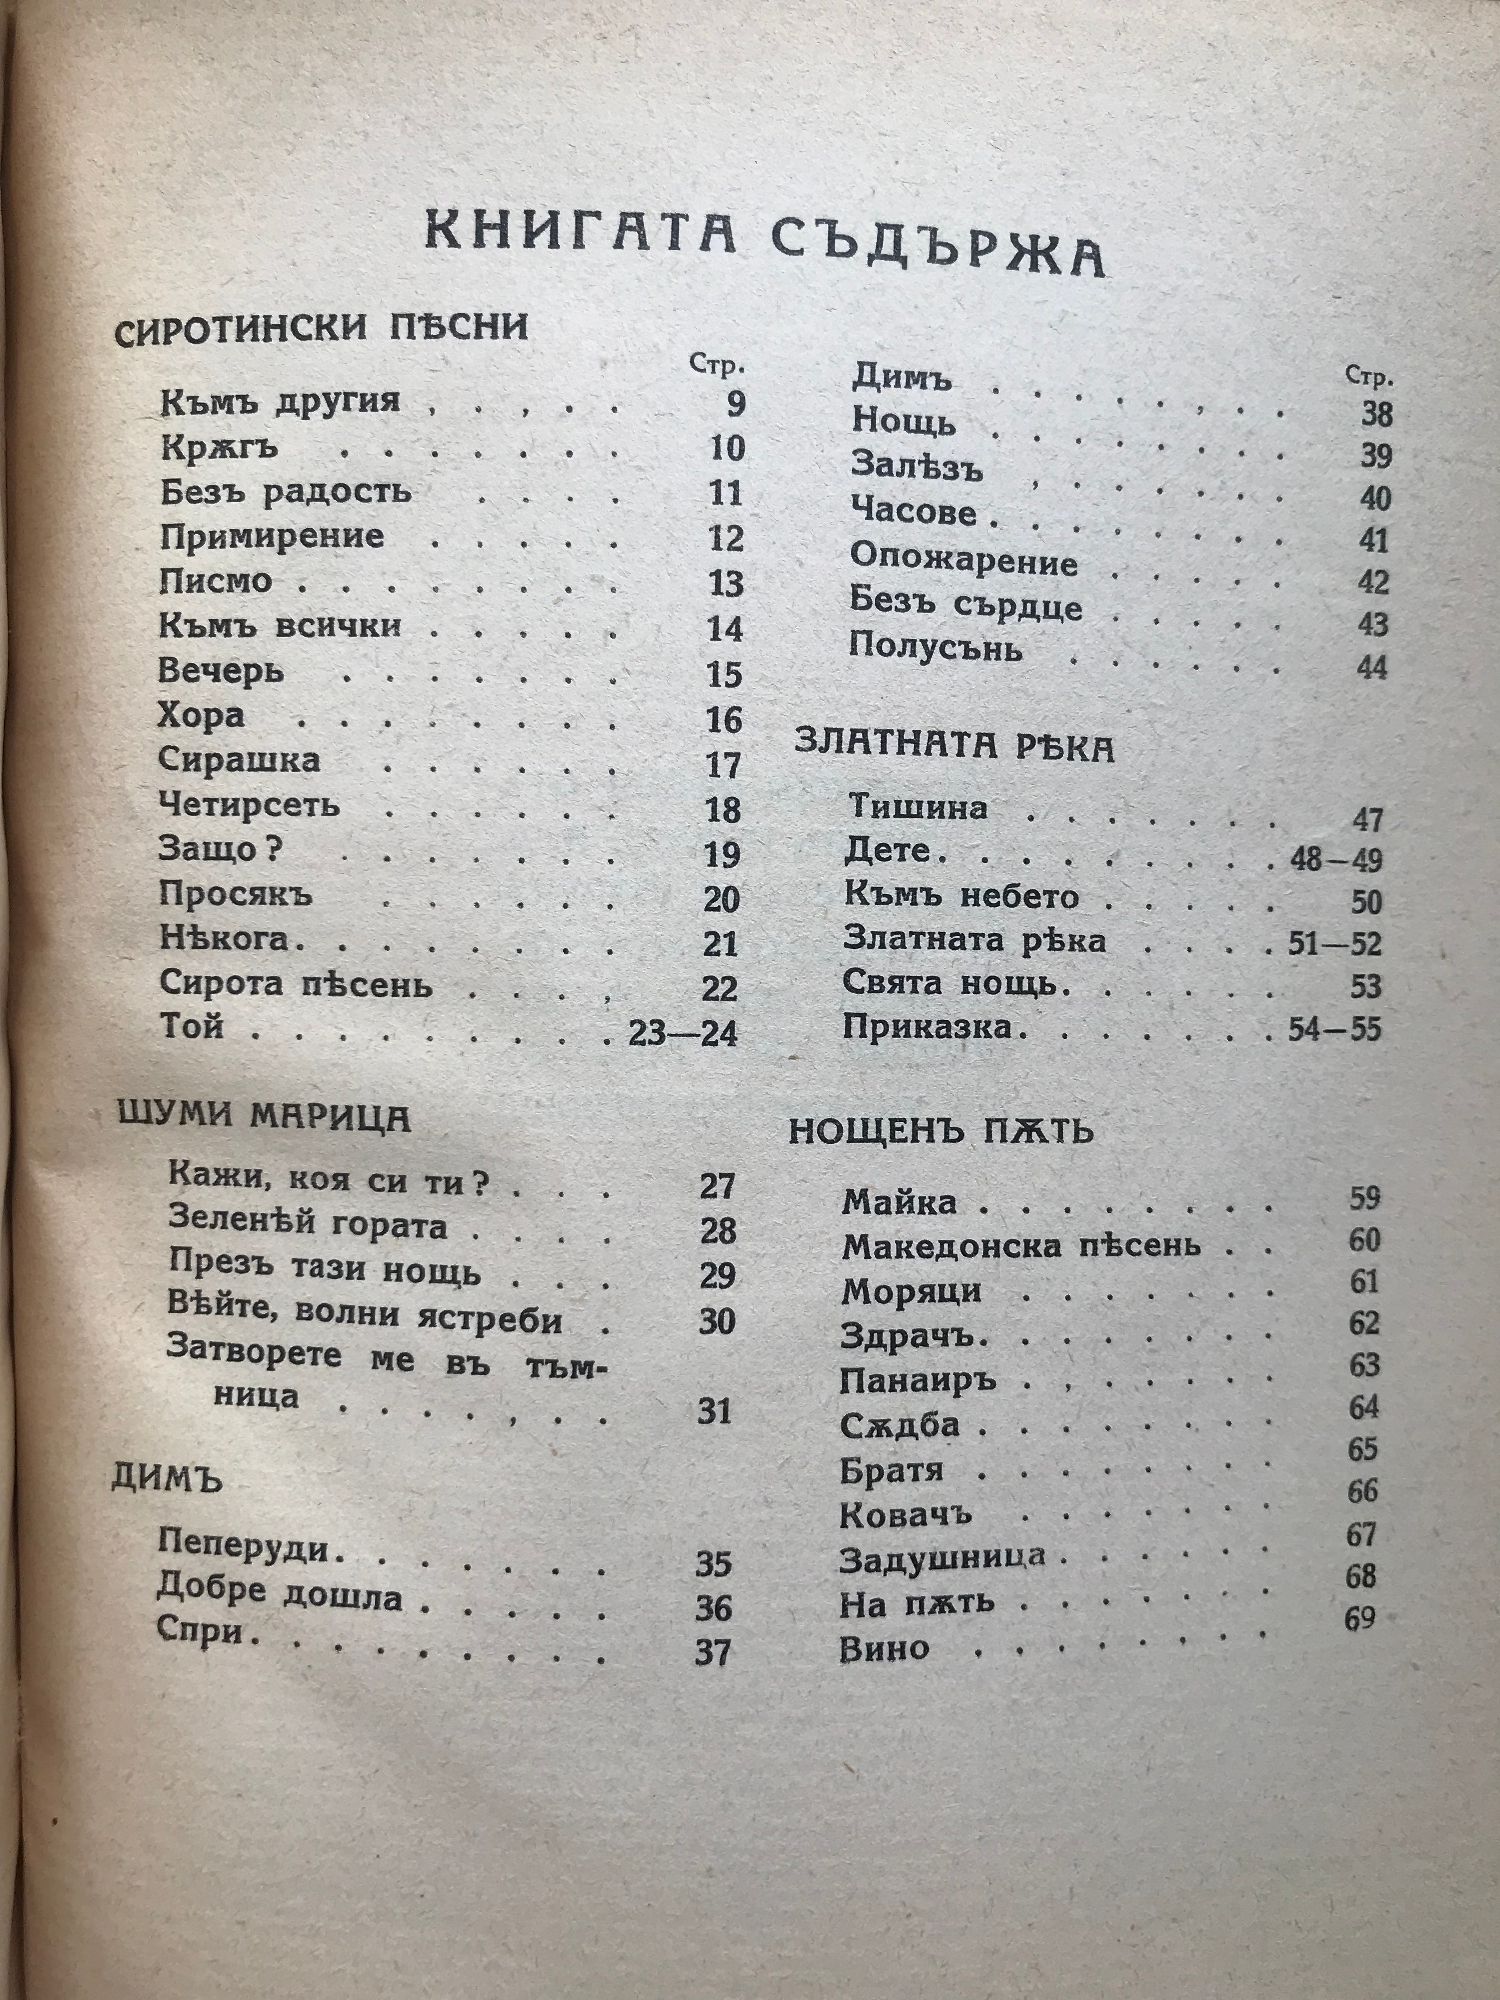 КНИГАТА СЪДЪРЖА
СИРОТИНСКИ ПѢСНИ
Стр.
Къмъ другия . . . . . 9
Крѫгъ . . . . . . . 10
Безъ радость . . . . 11
Примирение . . . . . 12
Писмо . . . . . . . . 13
Къмъ всички . . . . . 14
Вечерь . . . . . . . 15
Хора . . . . . . . . 16
Сирашка . . . . . . 17
Четирсеть . . . . . . 18
Защо? . . . . . . . 19
Просякъ . . . . . . 20
Нѣкога . . . . . . . . 21
Сирота пѣсень . . . . 22
Той . . . . . . . . . 23—24
ШУМИ МАРИЦА
Кажи, коя си ти? . . . 27
Зеленѣй гората . . . . 28
Презъ тази нощь . . . 29
Вѣйте, волни ястреби . 30
Затворете ме въ тъм-
ница . . . . . . . 31
ДИМЪ
Пеперуди . . . . . . . 35
Добре дошла . . . . . 36
Спри . . . . . . . . . 37
Стр.
Димъ . . . . . . . . 38
Нощь . . . . . . . . 39
Залѣзъ . . . . . . . 40
Часове . . . . . . . . 41
Опожарение . . . . . 42
Безъ сърдце . . . . . 43
Полусънь . . . . . . 44
ЗЛАТНАТА РѢКА
Тишина . . . . . . . 47
Дете . . . . . . . . . 48—49
Къмъ небето . . . . . 50
Златната рѣка . . . . 51—52
Свята нощь . . . . . . 53
Приказка . . . . . . . 54—55
НОЩЕНЪ ПѪТЬ
Майка . . . . . . . . 59
Македонска пѣсень . . 60
Моряци . . . . . . . 61
Здрачъ . . . . . . . . 62
Панаиръ . . . . . . . 63
Сѫдба . . . . . . . . 64
Братя . . . . . . . . 65
Ковачъ . . . . . . . 66
Задушница . . . . . . 67
На пѫть . . . . . . . 68
Вино . . . . . . . . 69